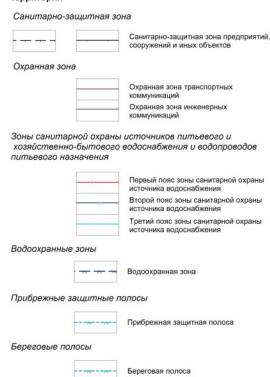 Санитарно-защитная зона
Санитарно-защитная зона предприятий,
сооружений и иных объектов
Охранная зона
Охранная зона транспортных
коммуникаций
Охранная зона инженерных
коммуникаций
Зоны санитарной охраны источников питьевого и
хозяйственно-бытового водоснабжения и водопроводов
питьевого назначения
Первый пояс зоны санитарной охраны
источника водоснабжения
Второй пояс зоны санитарной охраны
источника водоснабжения
Третий пояс зоны санитарной охраны
источника водоснабжения
Водоохранные зоны
Водоохранная зона
Прибрежные защитные полосы
Прибрежная защитная полоса
Береговые полосы
Береговая полоса